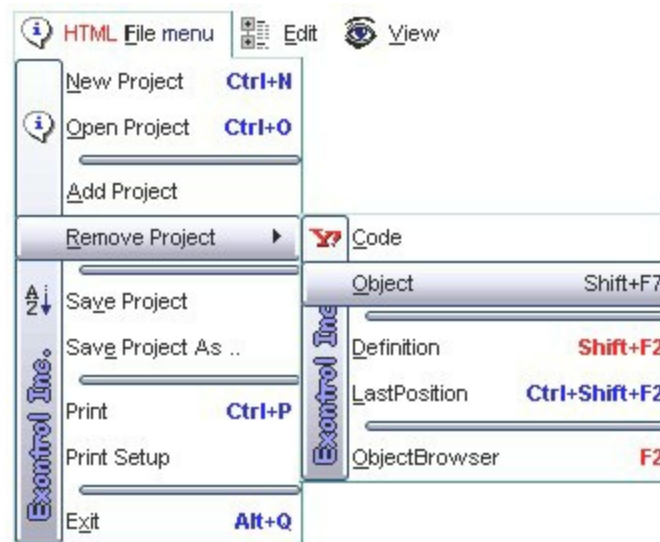 HTML File menu Edit View
New Project Ctrl+N
Open Project Ctrl+O
Add Project
Remove Project
Save Project
Save Project As ..
Print Ctrl+P
Print Setup
Exit Alt+Q
Exontrol Inc.
Code
Object Shift+F7
Definition Shift+F2
LastPosition Ctrl+Shift+F2
ObjectBrowser F2
Exontrol Inc